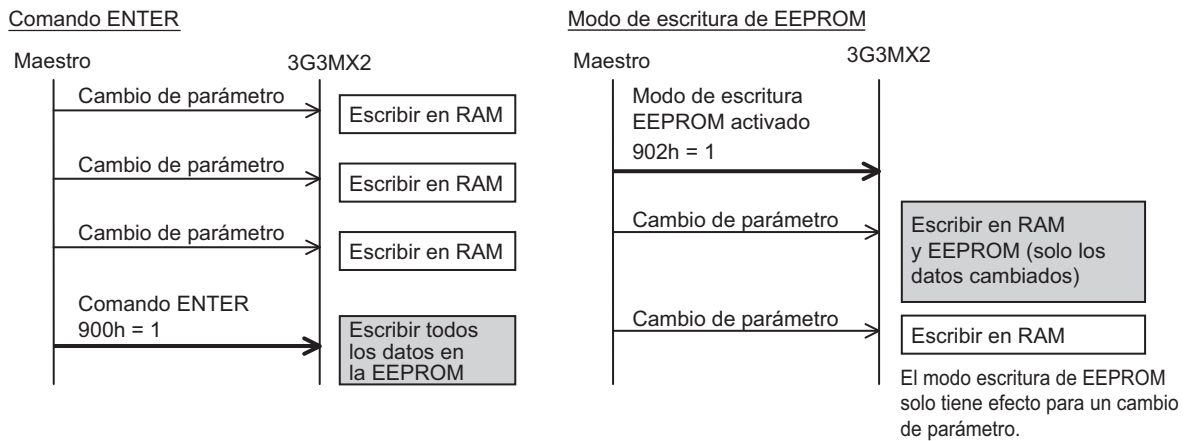 Comando ENTER
Maestro
3G3MX2
Cambio de parámetro
Escribir en RAM
Cambio de parámetro
Escribir en RAM
Cambio de parámetro
Escribir en RAM
Comando ENTER
900h = 1
Escribir todos
los datos en
la EEPROM
Modo de escritura de EEPROM
Maestro
3G3MX2
Modo de escritura
EEPROM activado
902h = 1
Cambio de parámetro
Escribir en RAM
y EEPROM (solo los
datos cambiados)
Cambio de parámetro
Escribir en RAM
El modo escritura de EEPROM
solo tiene efecto para un cambio
de parámetro.